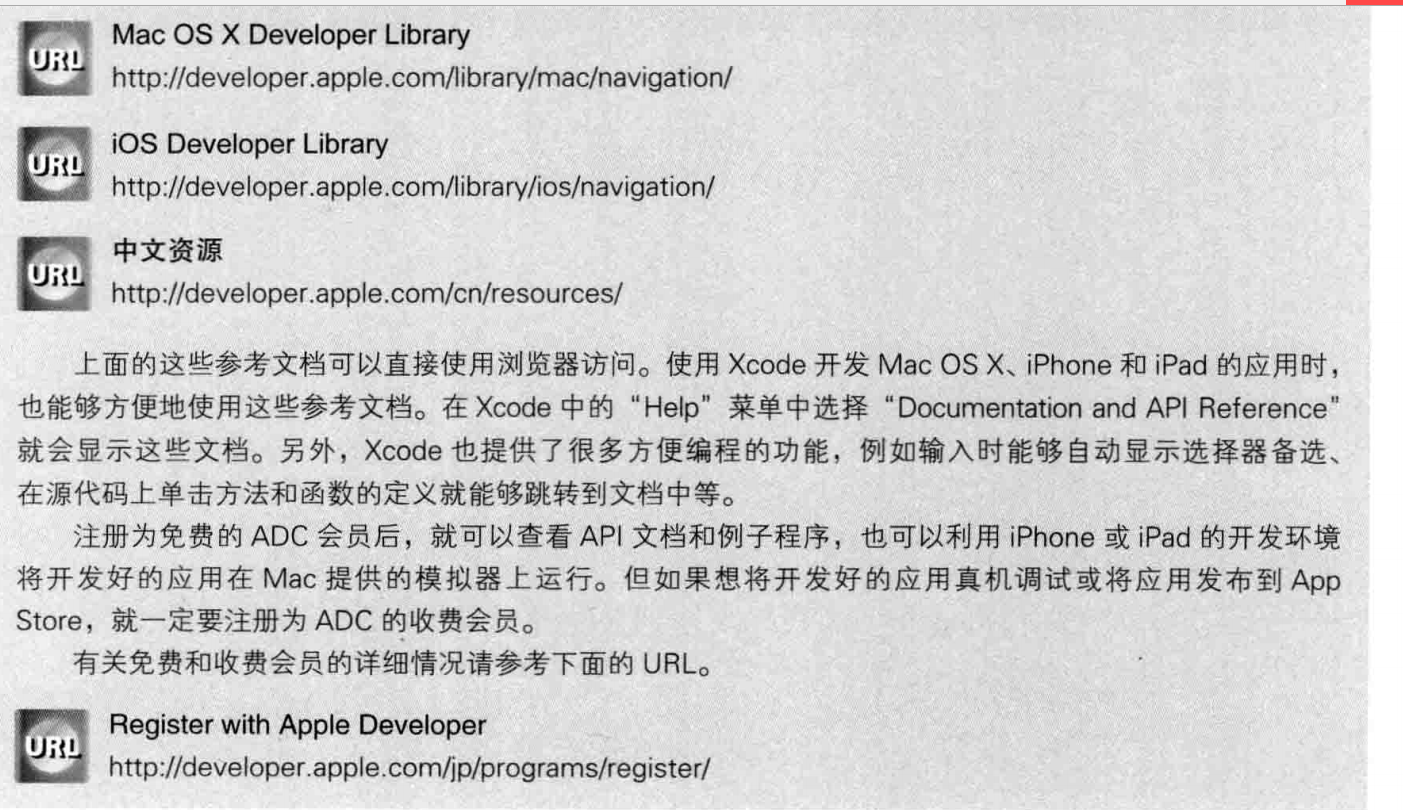 URL
Mac OS X Developer Library
http://developer.apple.com/library/mac/navigation/
URL
iOS Developer Library
http://developer.apple.com/library/ios/navigation/
URL
中文资源
http://developer.apple.com/cn/resources/
上面的这些参考文档可以直接使用浏览器访问。使用 Xcode 开发 Mac OS X、iPhone 和 iPad 的应用时，
也能够方便地使用这些参考文档。在 Xcode 中的“Help”菜单中选择“Documentation and API Reference”
就会显示这些文档。另外，Xcode 也提供了很多方便编程的功能，例如输入时能够自动显示选择器备选、
在源代码上单击方法和函数的定义就能够跳转到文档中等。
注册为免费的 ADC 会员后，就可以查看 API 文档和例子程序，也可以利用 iPhone 或 iPad 的开发环境
将开发好的应用在 Mac 提供的模拟器上运行。但如果想将开发好的应用真机调试或将应用发布到 App
Store，就一定要注册为 ADC 的收费会员。
有关免费和收费会员的详细情况请参考下面的 URL。
URL
Register with Apple Developer
http://developer.apple.com/jp/programs/register/